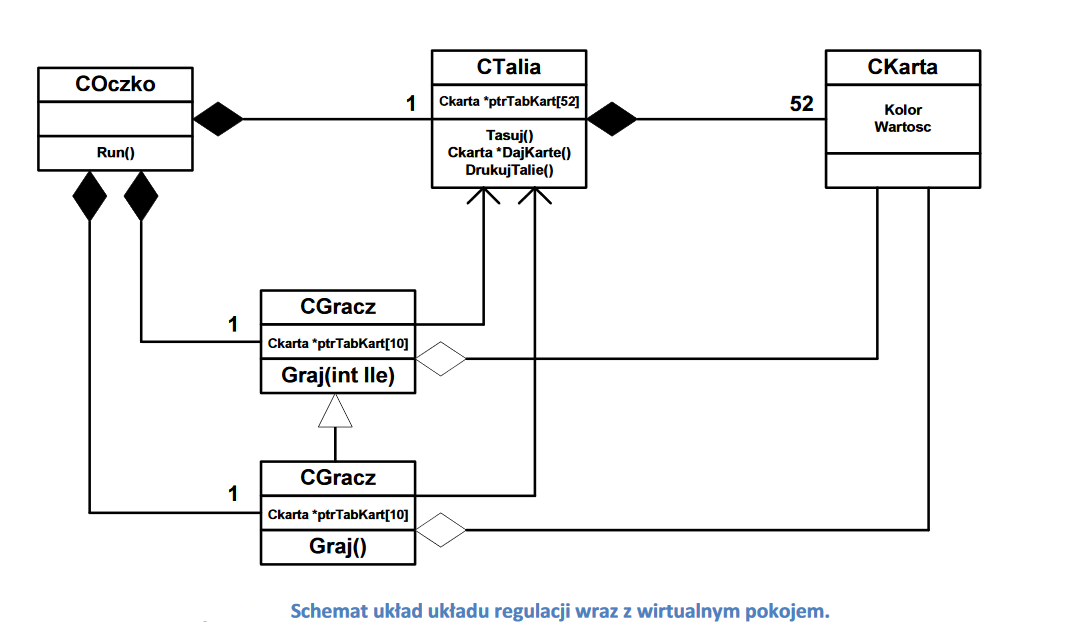 COczko
Run()
1
CTalia
Ckarta *ptrTabKart[52]
Tasuj()
Ckarta *DajKarte()
DrukujTalie()
52
CKarta
Kolor
Wartosc
1
CGracz
Ckarta *ptrTabKart[10]
Graj(int Ile)
1
CGracz
Ckarta *ptrTabKart[10]
Graj()
Schemat układ układu regulacji wraz z wirtualnym pokojem.